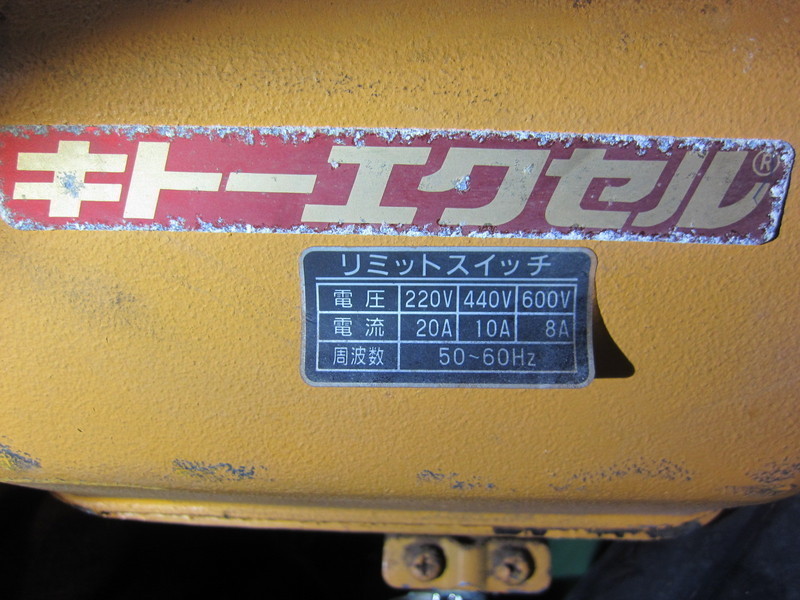 キトーエクセル®
リミットスイッチ
電圧 220V 440V 600V
電流 20A 10A 8A
周波数 50~60Hz